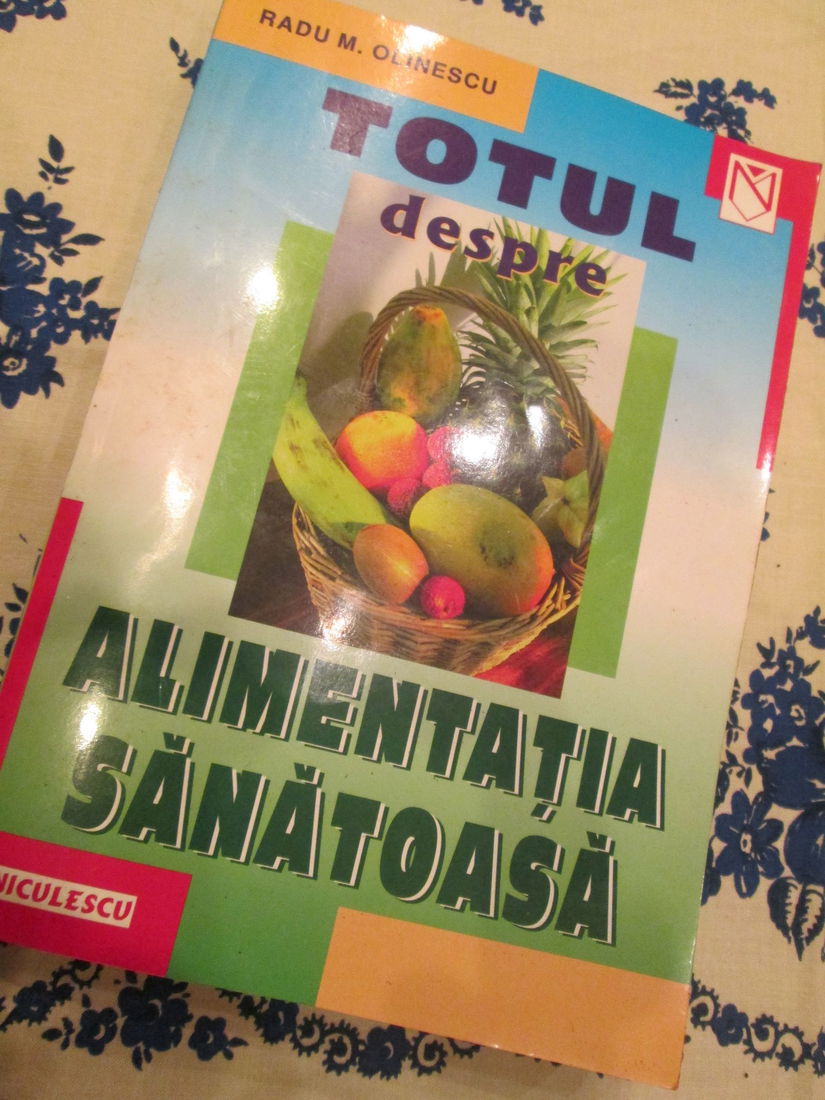 RADU M. OLINESCU
TOTUL
despre
ALIMENTAȚIA
SĂNĂTOASĂ
NICULESCU